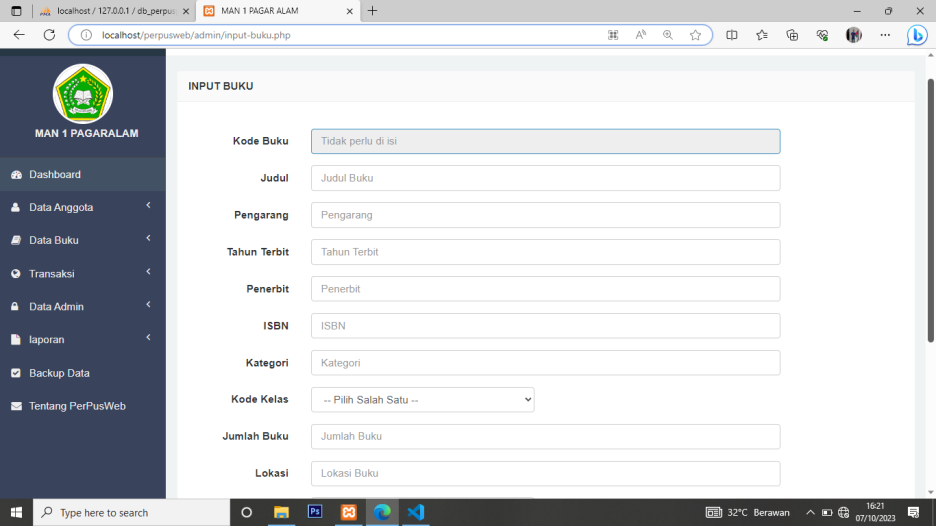 localhost / 127.0.0.1 / db_perpus
MAN 1 PAGAR ALAM
localhost/perpusweb/admin/input-buku.php
MAN 1 PAGARALAM
Dashboard
Data Anggota
Data Buku
Transaksi
Data Admin
laporan
Backup Data
Tentang PerPusWeb
INPUT BUKU
Kode Buku Tidak perlu di isi
Judul Judul Buku
Pengarang Pengarang
Tahun Terbit Tahun Terbit
Penerbit Penerbit
ISBN ISBN
Kategori Kategori
Kode Kelas -- Pilih Salah Satu --
Jumlah Buku Jumlah Buku
Lokasi Lokasi Buku
Type here to search
Ps
32°C Berawan
16:21
07/10/2023